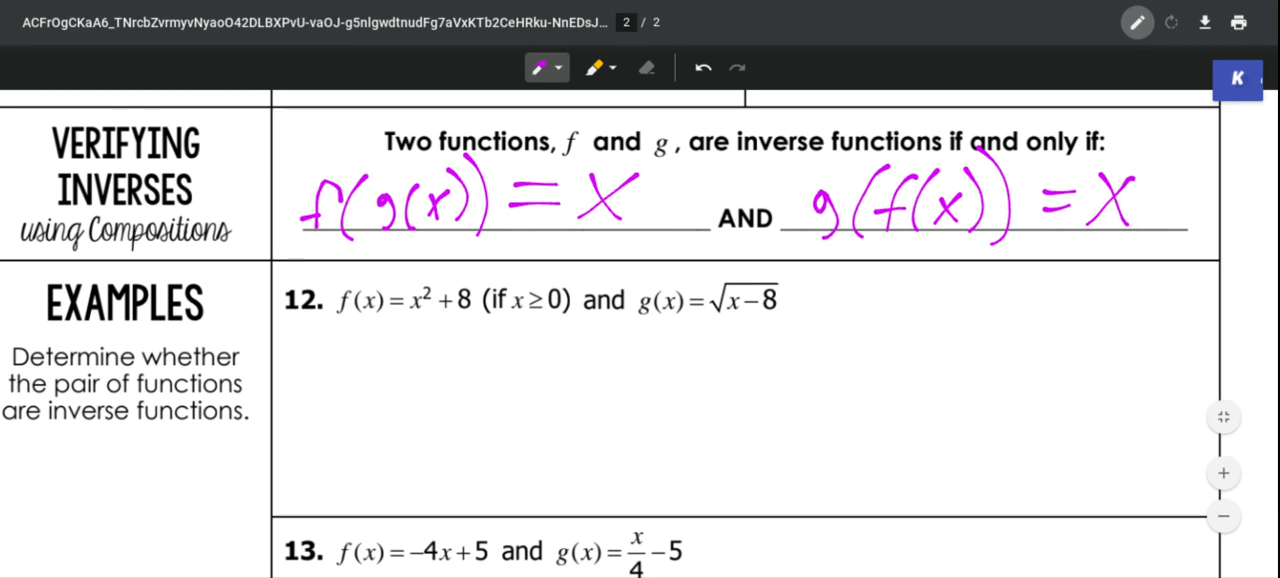 ACFrOgCKaA6_TNrcbZvrmyvNyaoO42DLBXPvU-vaOJ-g5nlgwdtnudFg7aVxKTb2CeHRku-NnEDsJ... 2 / 2
K
VERIFYING
INVERSES
using Compositions
Two functions, f and g, are inverse functions if and only if:
f(g(x)) = x AND g(f(x)) = x
EXAMPLES
Determine whether
the pair of functions
are inverse functions.
12. f(x) = x² + 8 (if x ≥ 0) and g(x) = √(x − 8)
13. f(x) = −4x + 5 and g(x) = x/4 − 5